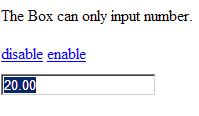 The Box can only input number.
disable enable
20.00